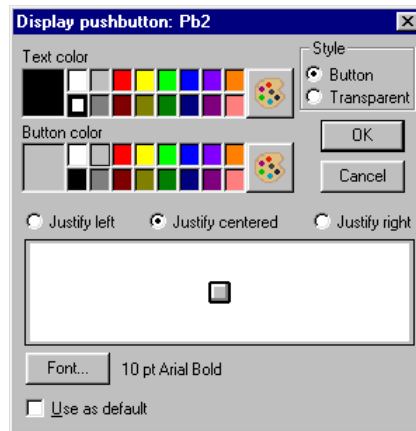 Display pushbutton: Pb2
Text color
Style
Button
Transparent
Button color
OK
Cancel
Justify left Justify centered Justify right
Font... 10 pt Arial Bold
Use as default